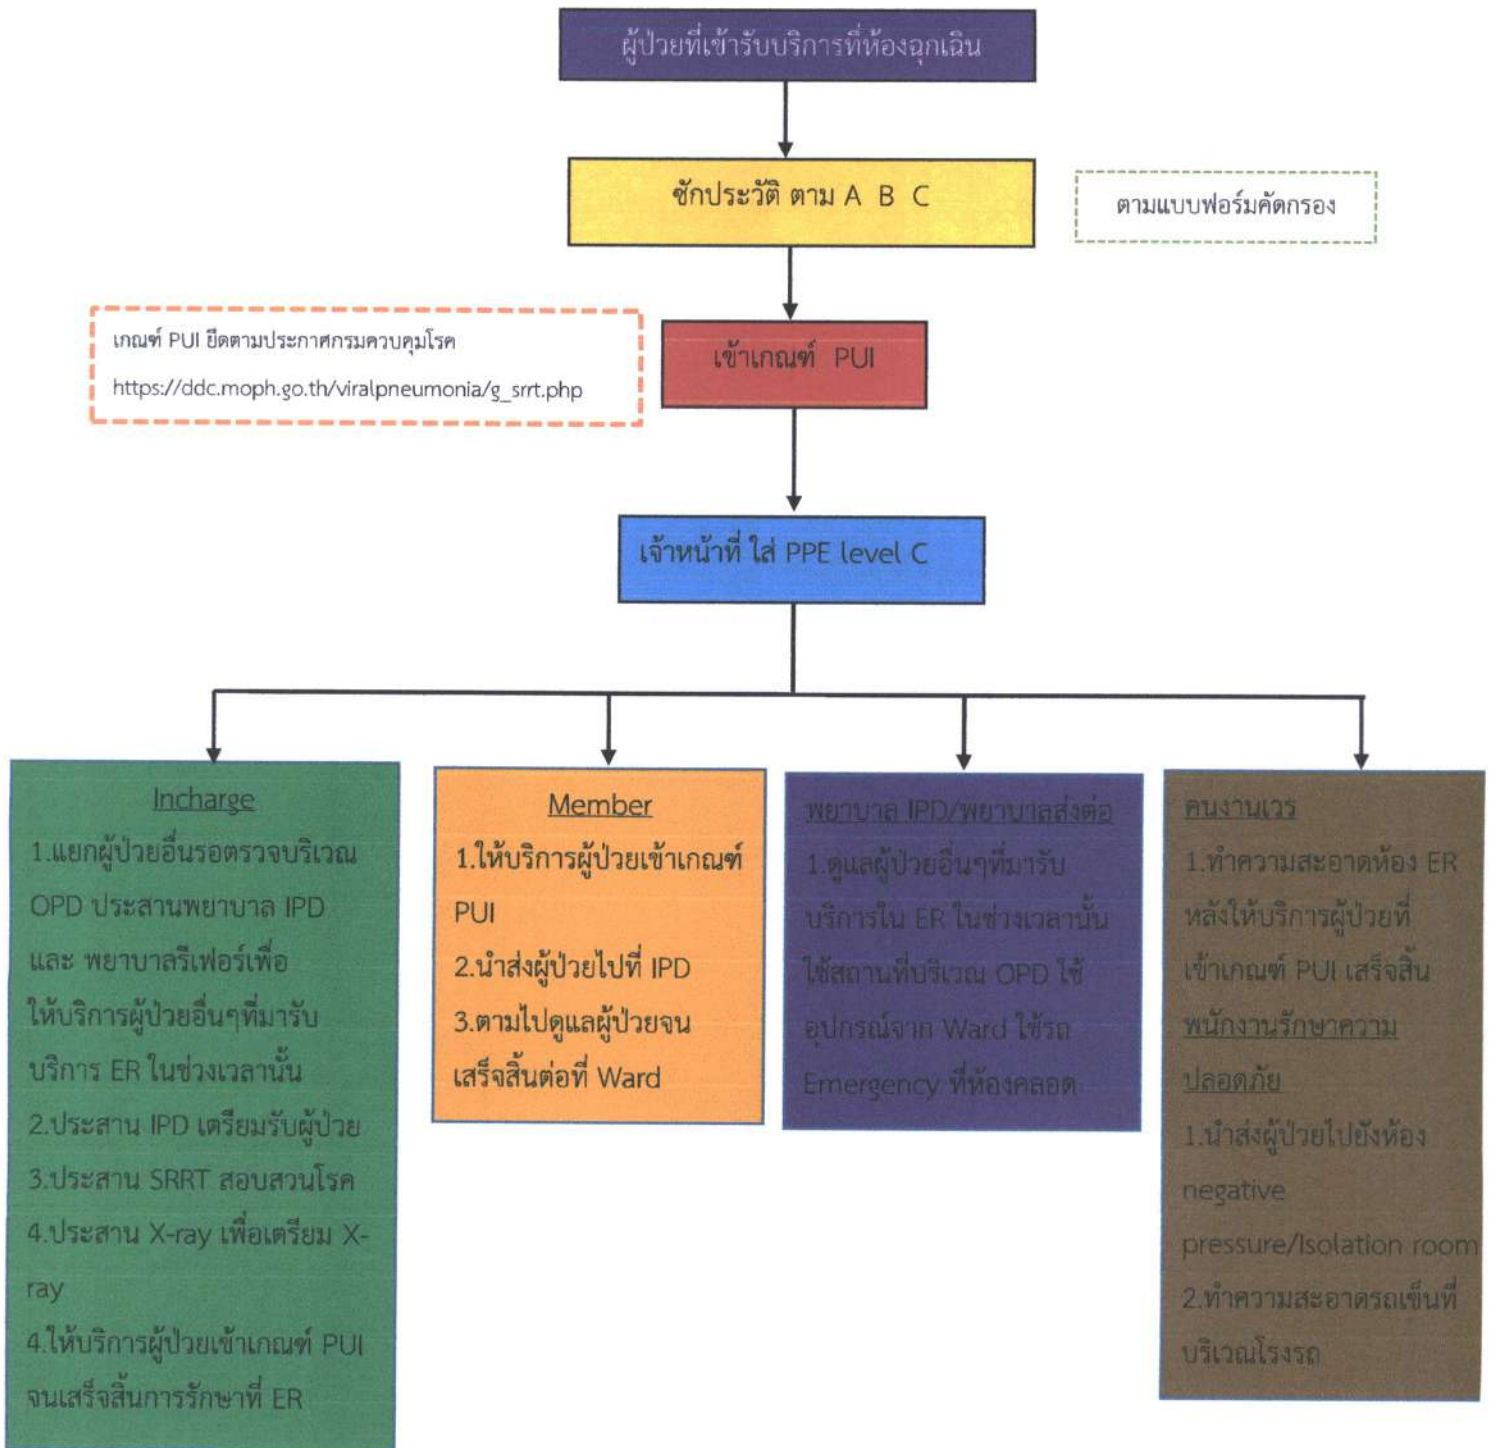 ผู้ป่วยที่เข้ารับบริการที่ห้องฉุกเฉิน
ซักประวัติ ตาม A B C
ตามแบบฟอร์มคัดกรอง
เกณฑ์ PUI ยึดตามประกาศกรมควบคุมโรค
https://ddc.moph.go.th/viralpneumonia/g_srrt.php
เข้าเกณฑ์ PUI
เจ้าหน้าที่ ใส่ PPE level C
Incharge
1.แยกผู้ป่วยอื่นรอตรวจบริเวณ
OPD ประสานพยาบาล IPD
และ พยาบาลรีเฟอร์เพื่อ
ให้บริการผู้ป่วยอื่นๆที่มารับ
บริการ ER ในช่วงเวลานั้น
2.ประสาน IPD เตรียมรับผู้ป่วย
3.ประสาน SRRT สอบสวนโรค
4.ประสาน X-ray เพื่อเตรียม X-
ray
4.ให้บริการผู้ป่วยเข้าเกณฑ์ PUI
จนเสร็จสิ้นการรักษาที่ ER
Member
1.ให้บริการผู้ป่วยเข้าเกณฑ์
PUI
2.นำส่งผู้ป่วยไปที่ IPD
3.ตามไปดูแลผู้ป่วยจน
เสร็จสิ้นต่อที่ Ward
พยาบาล IPD/พยาบาลส่งต่อ
1.ดูแลผู้ป่วยอื่นๆที่มารับ
บริการใน ER ในช่วงเวลานั้น
ใช้สถานที่บริเวณ OPD ใช้
อุปกรณ์จาก Ward ใช้รถ
Emergency ที่ห้องคลอด
คนงานเวร
1.ทำความสะอาดห้อง ER
หลังให้บริการผู้ป่วยที่
เข้าเกณฑ์ PUI เสร็จสิ้น
พนักงานรักษาความ
ปลอดภัย
1.นำส่งผู้ป่วยไปยังห้อง
negative
pressure/Isolation room
2.ทำความสะอาดรถเข็นที่
บริเวณโรงรถ